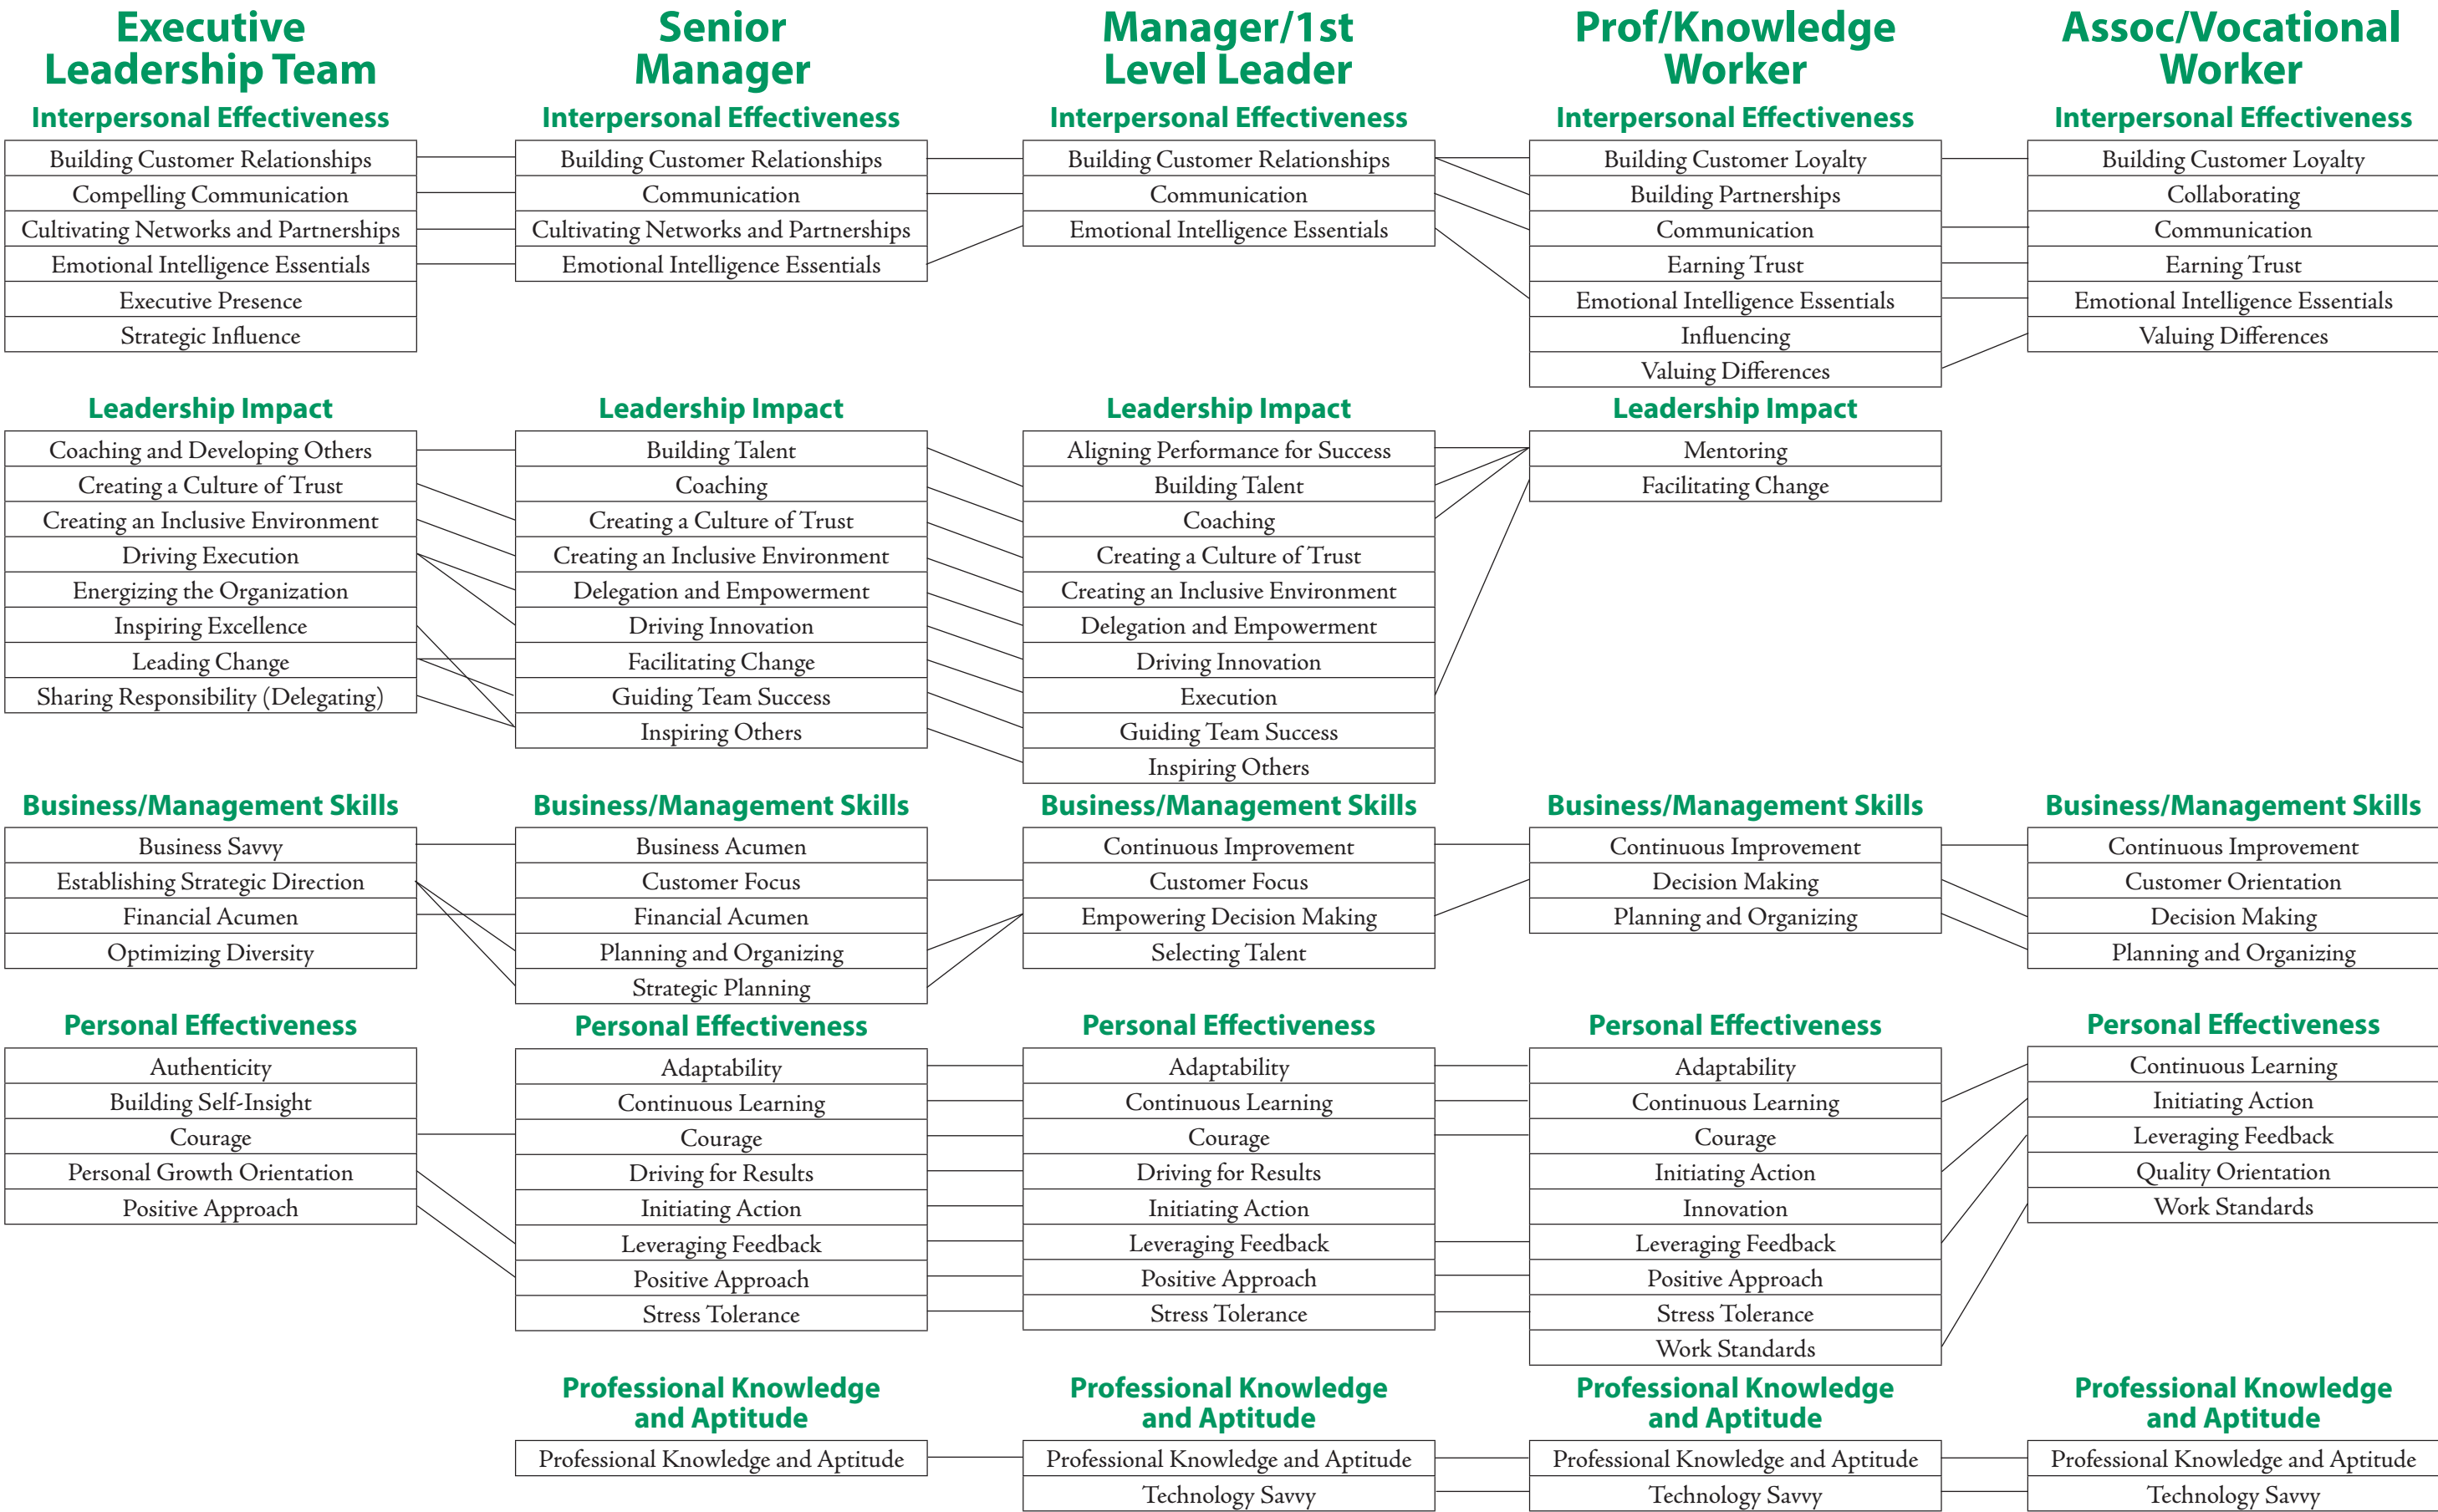 Executive
Leadership Team
Interpersonal Effectiveness
Building Customer Relationships
Compelling Communication
Cultivating Networks and Partnerships
Emotional Intelligence Essentials
Executive Presence
Strategic Influence
Leadership Impact
Coaching and Developing Others
Creating a Culture of Trust
Creating an Inclusive Environment
Driving Execution
Energizing the Organization
Inspiring Excellence
Leading Change
Sharing Responsibility (Delegating)
Business/Management Skills
Business Savvy
Establishing Strategic Direction
Financial Acumen
Optimizing Diversity
Personal Effectiveness
Authenticity
Building Self-Insight
Courage
Personal Growth Orientation
Positive Approach
Senior
Manager
Interpersonal Effectiveness
Building Customer Relationships
Communication
Cultivating Networks and Partnerships
Emotional Intelligence Essentials
Leadership Impact
Building Talent
Coaching
Creating a Culture of Trust
Creating an Inclusive Environment
Delegation and Empowerment
Driving Innovation
Facilitating Change
Guiding Team Success
Inspiring Others
Business/Management Skills
Business Acumen
Customer Focus
Financial Acumen
Planning and Organizing
Strategic Planning
Personal Effectiveness
Adaptability
Continuous Learning
Courage
Driving for Results
Initiating Action
Leveraging Feedback
Positive Approach
Stress Tolerance
Professional Knowledge
and Aptitude
Professional Knowledge and Aptitude
Manager/1st
Level Leader
Interpersonal Effectiveness
Building Customer Relationships
Communication
Emotional Intelligence Essentials
Leadership Impact
Aligning Performance for Success
Building Talent
Coaching
Creating a Culture of Trust
Creating an Inclusive Environment
Delegation and Empowerment
Driving Innovation
Execution
Guiding Team Success
Inspiring Others
Business/Management Skills
Continuous Improvement
Customer Focus
Empowering Decision Making
Selecting Talent
Personal Effectiveness
Adaptability
Continuous Learning
Courage
Driving for Results
Initiating Action
Leveraging Feedback
Positive Approach
Stress Tolerance
Professional Knowledge
and Aptitude
Professional Knowledge and Aptitude
Technology Savvy
Prof/Knowledge
Worker
Interpersonal Effectiveness
Building Customer Loyalty
Building Partnerships
Communication
Earning Trust
Emotional Intelligence Essentials
Influencing
Valuing Differences
Leadership Impact
Mentoring
Facilitating Change
Business/Management Skills
Continuous Improvement
Decision Making
Planning and Organizing
Personal Effectiveness
Adaptability
Continuous Learning
Courage
Initiating Action
Innovation
Leveraging Feedback
Positive Approach
Stress Tolerance
Work Standards
Professional Knowledge
and Aptitude
Professional Knowledge and Aptitude
Technology Savvy
Assoc/Vocational
Worker
Interpersonal Effectiveness
Building Customer Loyalty
Collaborating
Communication
Earning Trust
Emotional Intelligence Essentials
Valuing Differences
Business/Management Skills
Continuous Improvement
Customer Orientation
Decision Making
Planning and Organizing
Personal Effectiveness
Continuous Learning
Initiating Action
Leveraging Feedback
Quality Orientation
Work Standards
Professional Knowledge
and Aptitude
Professional Knowledge and Aptitude
Technology Savvy